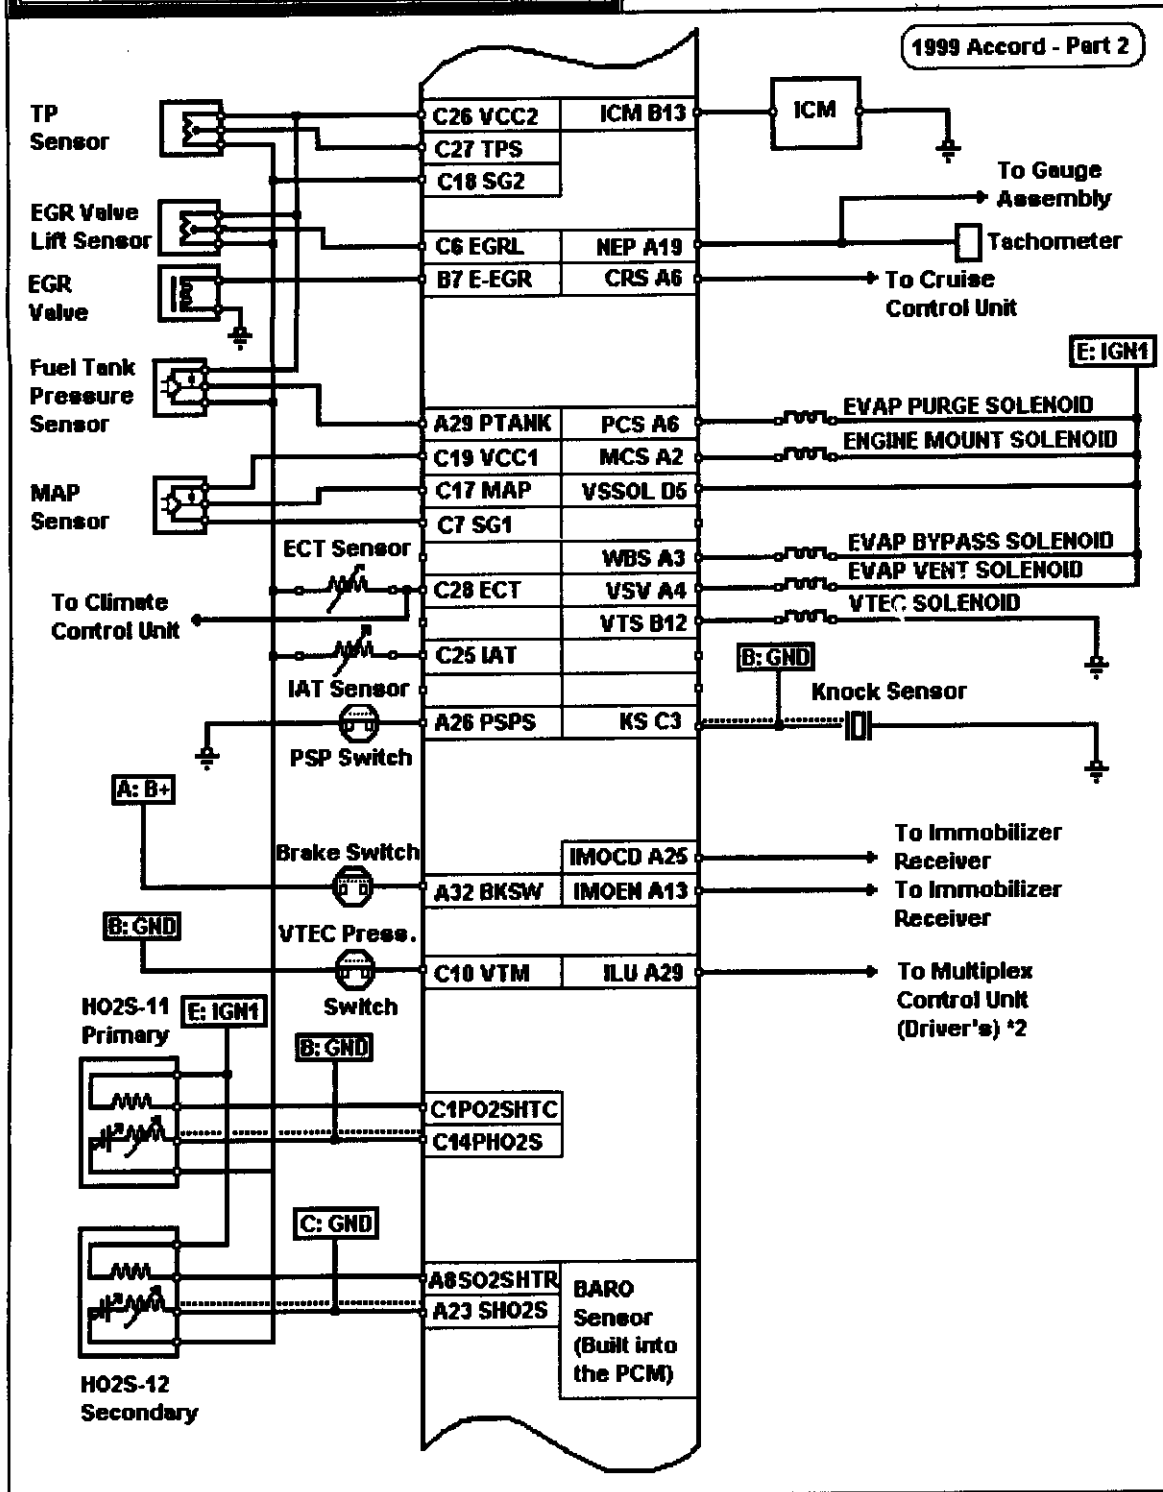 1999 Accord - Part 2
TP
Sensor
C26 VCC2
ICM B13
ICM
C27 TPS
C18 SG2
To Gauge
Assembly
EGR Valve
Lift Sensor
C6 EGRL
NEP A19
Tachometer
EGR
Valve
B7 E-EGR
CRS A6
To Cruise
Control Unit
E: IGN1
Fuel Tank
Pressure
Sensor
A29 PTANK
PCS A6
EVAP PURGE SOLENOID
C19 VCC1
MCS A2
ENGINE MOUNT SOLENOID
MAP
Sensor
C17 MAP
VSSOL D5
C7 SG1
ECT Sensor
WBS A3
EVAP BYPASS SOLENOID
C28 ECT
VSV A4
EVAP VENT SOLENOID
To Climate
Control Unit
VTS B12
VTEC SOLENOID
C25 IAT
B: GND
IAT Sensor
Knock Sensor
A26 PSPS
KS C3
PSP Switch
A: B+
Brake Switch
IMOCD A25
To Immobilizer
Receiver
A32 BKSW
IMOEN A13
To Immobilizer
Receiver
B: GND
VTEC Press.
Switch
C10 VTM
ILU A29
To Multiplex
Control Unit
(Driver's) *2
HO2S-11
Primary
E: IGN1
B: GND
C1PO2SHTC
C14PHO2S
C: GND
A8SO2SHTR
A23 SHO2S
BARO
Sensor
(Built into
the PCM)
HO2S-12
Secondary